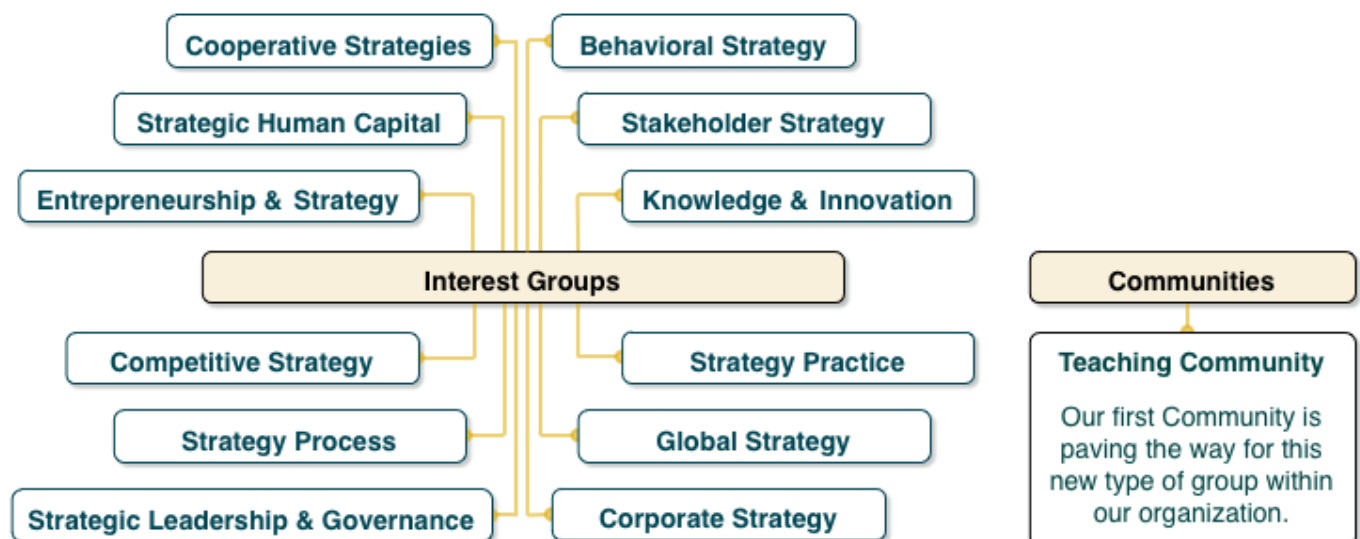 Cooperative Strategies
Behavioral Strategy
Strategic Human Capital
Stakeholder Strategy
Entrepreneurship & Strategy
Knowledge & Innovation
Interest Groups
Communities
Competitive Strategy
Strategy Practice
Strategy Process
Global Strategy
Strategic Leadership & Governance
Corporate Strategy
Teaching Community
Our first Community is
paving the way for this
new type of group within
our organization.